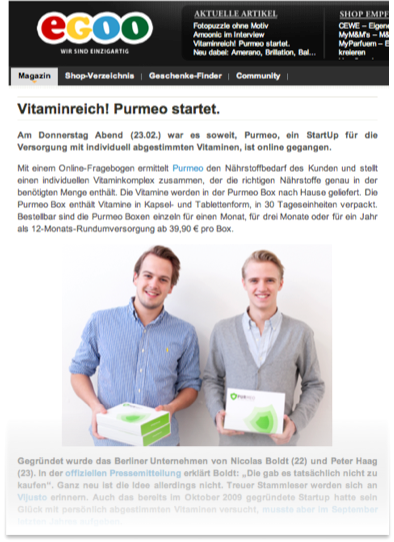 egoo
WIR SIND EINZIGARTIG
AKTUELLE ARTIKEL
Fotopuzzle ohne Motiv
Amoonic im Interview
Vitaminreich! Purmeo startet.
Neu dabei: Amerano, Brillation, Bal...
SHOP EMPF
CEWE – Eigene
MyM&M's – M&
MyParfuem – E
kreieren
Magazin
Shop-Verzeichnis
Geschenke-Finder
Community
Vitaminreich! Purmeo startet.
Am Donnerstag Abend (23.02.) war es soweit, Purmeo, ein StartUp für die
Versorgung mit individuell abgestimmten Vitaminen, ist online gegangen.
Mit einem Online-Fragebogen ermittelt Purmeo den Nährstoffbedarf des Kunden und stellt
einen individuellen Vitaminkomplex zusammen, der die richtigen Nährstoffe genau in der
benötigten Menge enthält. Die Vitamine werden in der Purmeo Box nach Hause geliefert. Die
Purmeo Box enthält Vitamine in Kapsel- und Tablettenform, in 30 Tageseinheiten verpackt.
Bestellbar sind die Purmeo Boxen einzeln für einen Monat, für drei Monate oder für ein Jahr
als 12-Monats-Rundumversorgung ab 39,90 € pro Box.
PURMEO
Gegründet wurde das Berliner Unternehmen von Nicolas Boldt (22) und Peter Haag
(23). In der offiziellen Pressemitteilung erklärt Boldt: „Die gab es tatsächlich nicht zu
kaufen“. Ganz neu ist die Idee allerdings nicht. Treuer Stammleser werden sich an
Vijusto erinnern. Auch das bereits im Oktober 2009 gegründete Startup hatte sein
Glück mit persönlich abgestimmten Vitaminen versucht, musste aber im September